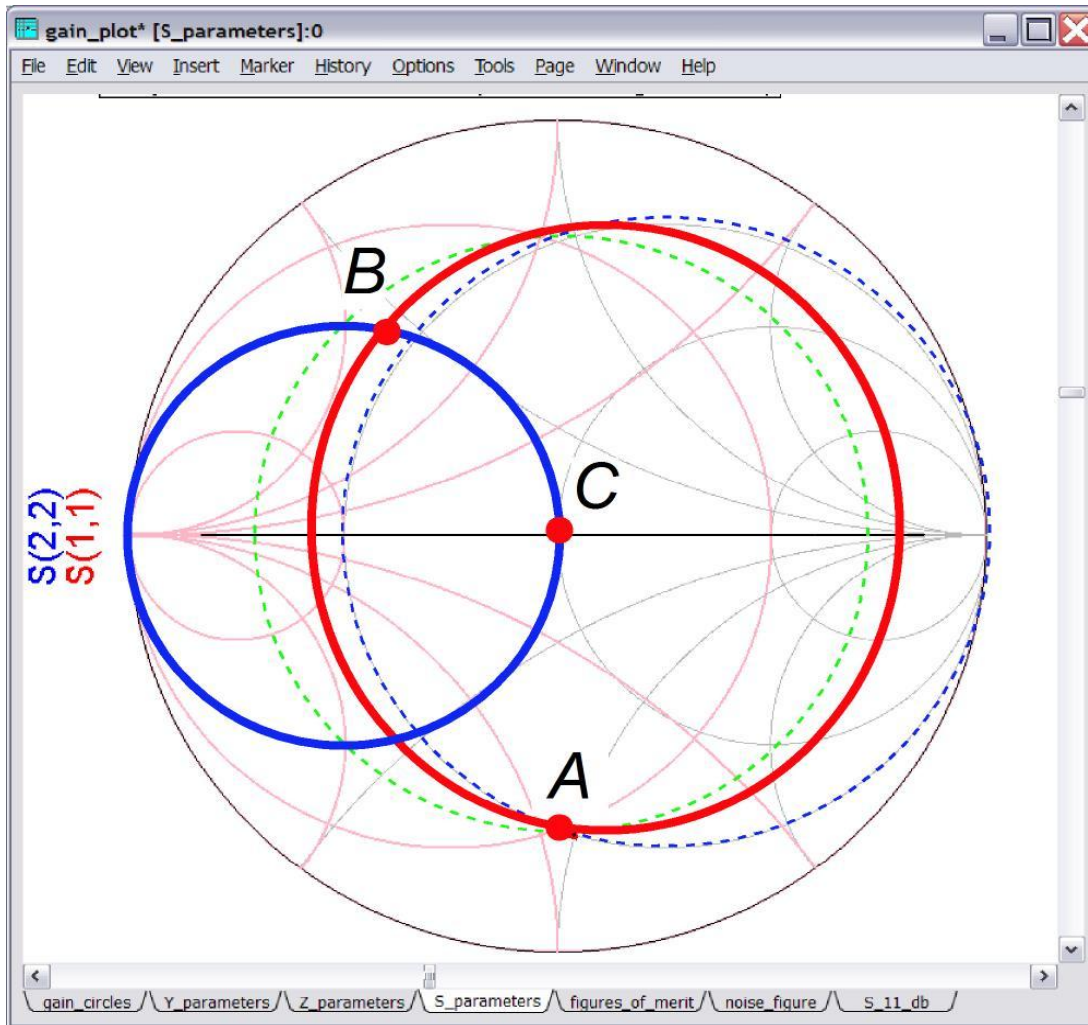 gain_plot* [S_parameters]:0
File Edit View Insert Marker History Options Tools Page Window Help
B
C
S(2,2)
S(1,1)
A
gain_circles Y_parameters Z_parameters S_parameters figures_of_merit noise_figure S_11_db